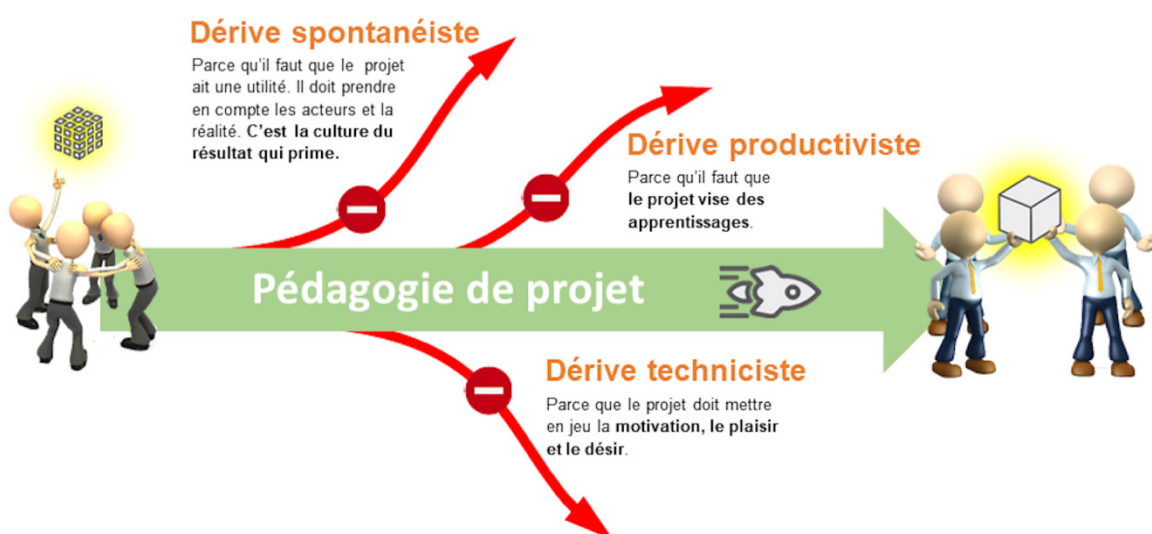 Dérive spontanéiste
Parce qu'il faut que le projet
ait une utilité. Il doit prendre
en compte les acteurs et la
réalité. C'est la culture du
résultat qui prime.
Dérive productiviste
Parce qu'il faut que
le projet vise des
apprentissages.
Pédagogie de projet
Dérive techniciste
Parce que le projet doit mettre
en jeu la motivation, le plaisir
et le désir.